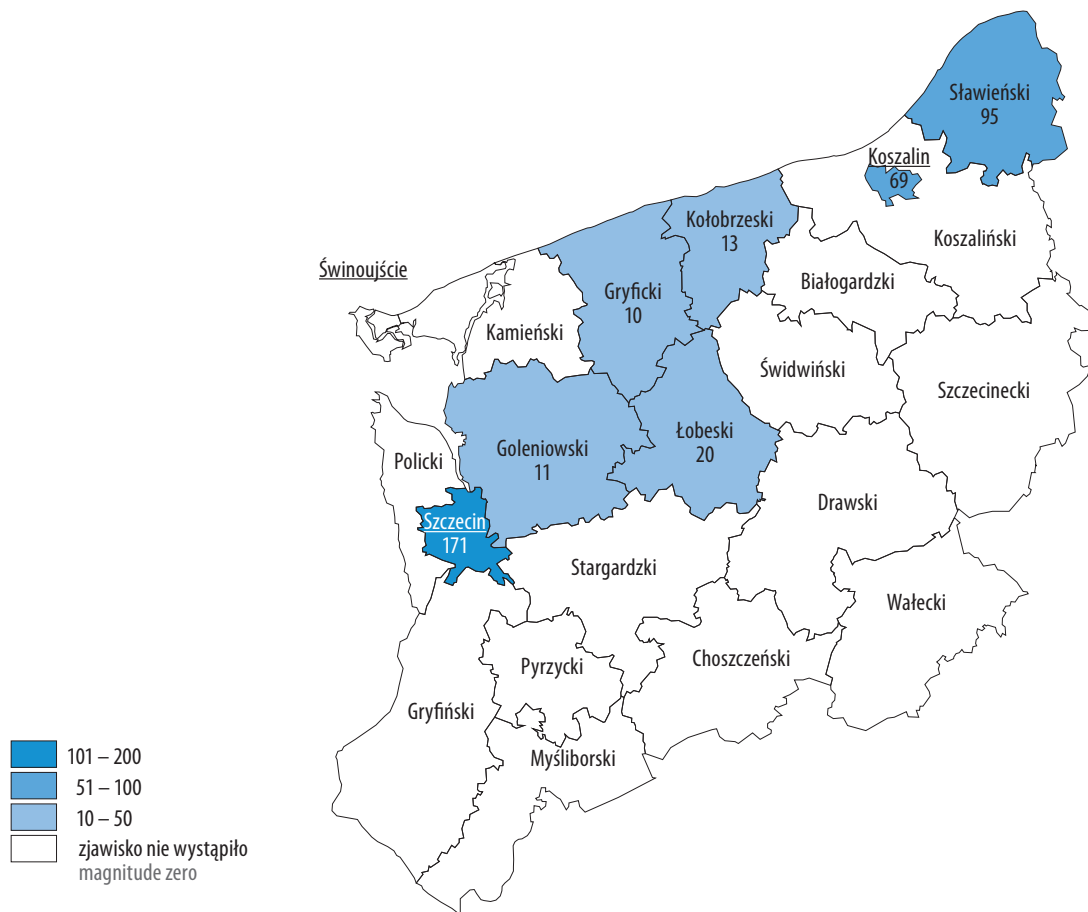 Sławieński
95
Koszalin
69
Kołobrzeski
13
Koszaliński
Świnoujście
Białogardzki
Gryficki
10
Kamieński
Świdwiński
Szczecinecki
Goleniowski
11
Łobeski
20
Policki
Drawski
Szczecin
171
Stargardzki
Wałecki
Choszczeński
Pyrzycki
Gryfiński
Myśliborski
101 – 200
51 – 100
10 – 50
zjawisko nie wystąpiło
magnitude zero